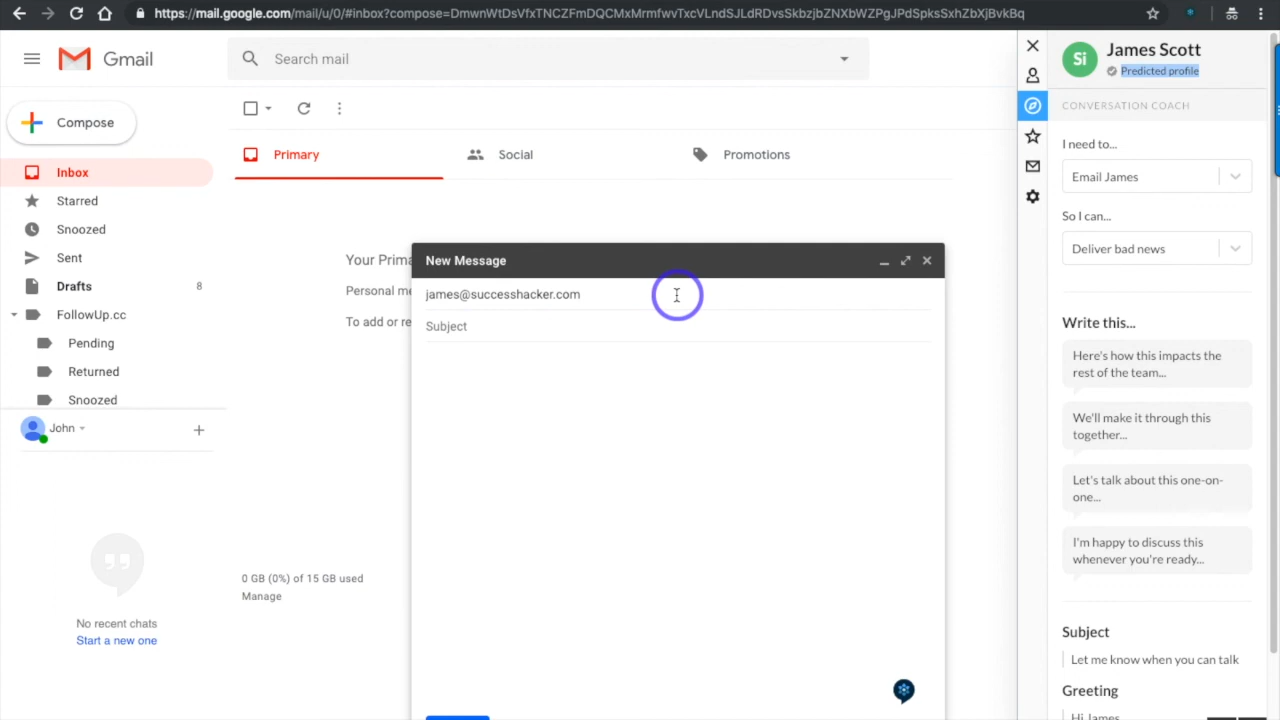 https://mail.google.com/mail/u/0/#inbox?compose=DmwnWtDsVfxTNCZFmDQCMxMrmfwvTxcVLndSJLdRDvsSkbzjbZNXbWZPgJPdSpksSxhZbXjBvkBq
Gmail
Search mail
Compose
Inbox
Starred
Snoozed
Sent
Drafts 8
FollowUp.cc
Pending
Returned
Snoozed
John
No recent chats
Start a new one
Primary
Social
Promotions
Your Prima
Personal me
To add or re
0 GB (0%) of 15 GB used
Manage
New Message
james@successhacker.com
Subject
Si
James Scott
Predicted profile
CONVERSATION COACH
I need to...
Email James
So I can...
Deliver bad news
Write this...
Here's how this impacts the
rest of the team...
We'll make it through this
together...
Let's talk about this one-on-
one...
I'm happy to discuss this
whenever you're ready...
Subject
Let me know when you can talk
Greeting
Hi James